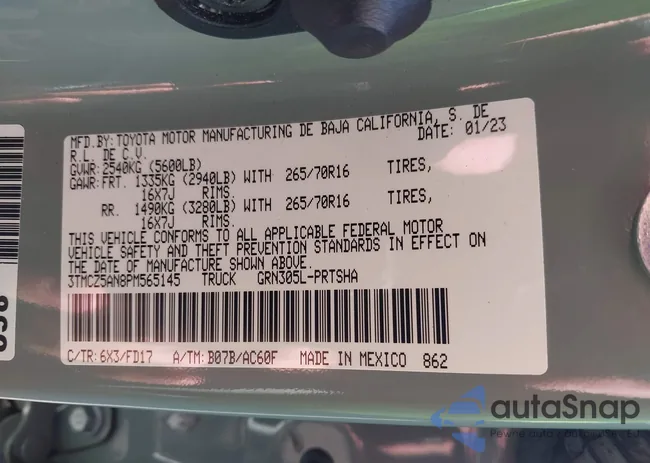 MFD.BY: TOYOTA MOTOR MANUFACTURING DE BAJA CALIFORNIA, S. DE
R.L. DE C.V. DATE: 01/23
GVWR: 2540KG (5600LB)
GAWR: FRT. 1335KG (2940LB) WITH 265/70R16 TIRES,
16X7J RIMS.
RR. 1490KG (3280LB) WITH 265/70R16 TIRES,
16X7J RIMS.
THIS VEHICLE CONFORMS TO ALL APPLICABLE FEDERAL MOTOR
VEHICLE SAFETY AND THEFT PREVENTION STANDARDS IN EFFECT ON
THE DATE OF MANUFACTURE SHOWN ABOVE.
3TMCZ5AN8PM565145 TRUCK GRN305L-PRTSHA
C/TR: 6X3/FD17 A/TM: B07B/AC60F MADE IN MEXICO 862
autaSnap